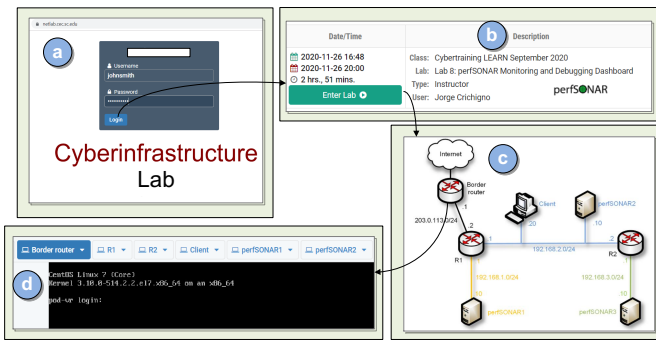 netlab.cec.sc.edu
a
Username
johnsmith
Password
Login
Cyberinfrastructure
Lab
b
Date/Time
Description
2020-11-26 16:48
2020-11-26 20:00
2 hrs., 51 mins.
Enter Lab
Class: Cybertraining LEARN September 2020
Lab: Lab 8: perfSONAR Monitoring and Debugging Dashboard
Type: Instructor
User: Jorge Crichigno
perfSONAR
c
Internet
Border
router
.1
203.0.113.0/24
.2
Client
perfSONAR2
.20
.10
.1
.2
192.168.2.0/24
R1
R2
192.168.1.0/24
192.168.3.0/24
.10
.10
perfSONAR1
perfSONAR3
d
Border router
R1
R2
Client
perfSONAR1
perfSONAR2
CentOS Linux 7 (Core)
Kernel 3.10.0-514.2.2.el7.x86_64 on an x86_64
pod-vr login: